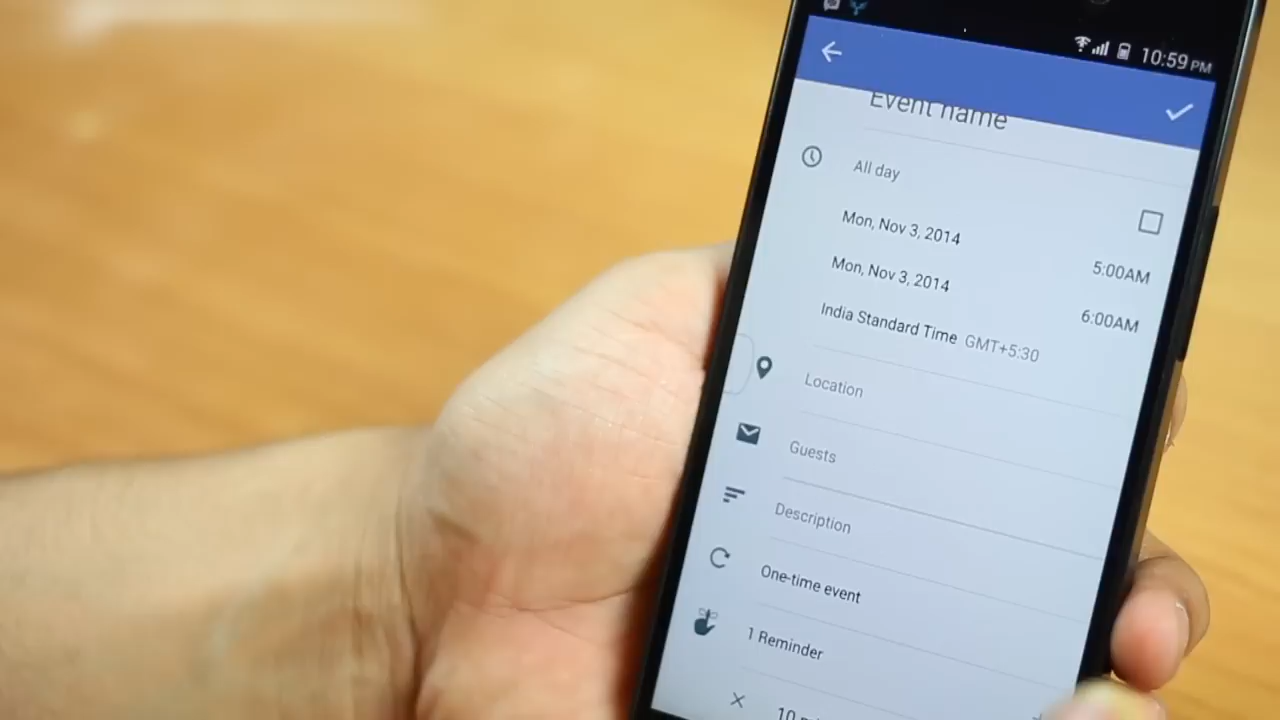 10:59 PM
Event name
All day
Mon, Nov 3, 2014 5:00AM
Mon, Nov 3, 2014 6:00AM
India Standard Time GMT+5:30
Location
Guests
Description
One-time event
1 Reminder
10